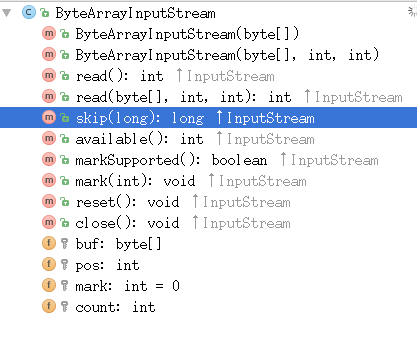 ByteArrayInputStream
ByteArrayInputStream(byte[])
ByteArrayInputStream(byte[], int, int)
read(): int ↑InputStream
read(byte[], int, int): int ↑InputStream
skip(long): long ↑InputStream
available(): int ↑InputStream
markSupported(): boolean ↑InputStream
mark(int): void ↑InputStream
reset(): void ↑InputStream
close(): void ↑InputStream
buf: byte[]
pos: int
mark: int = 0
count: int